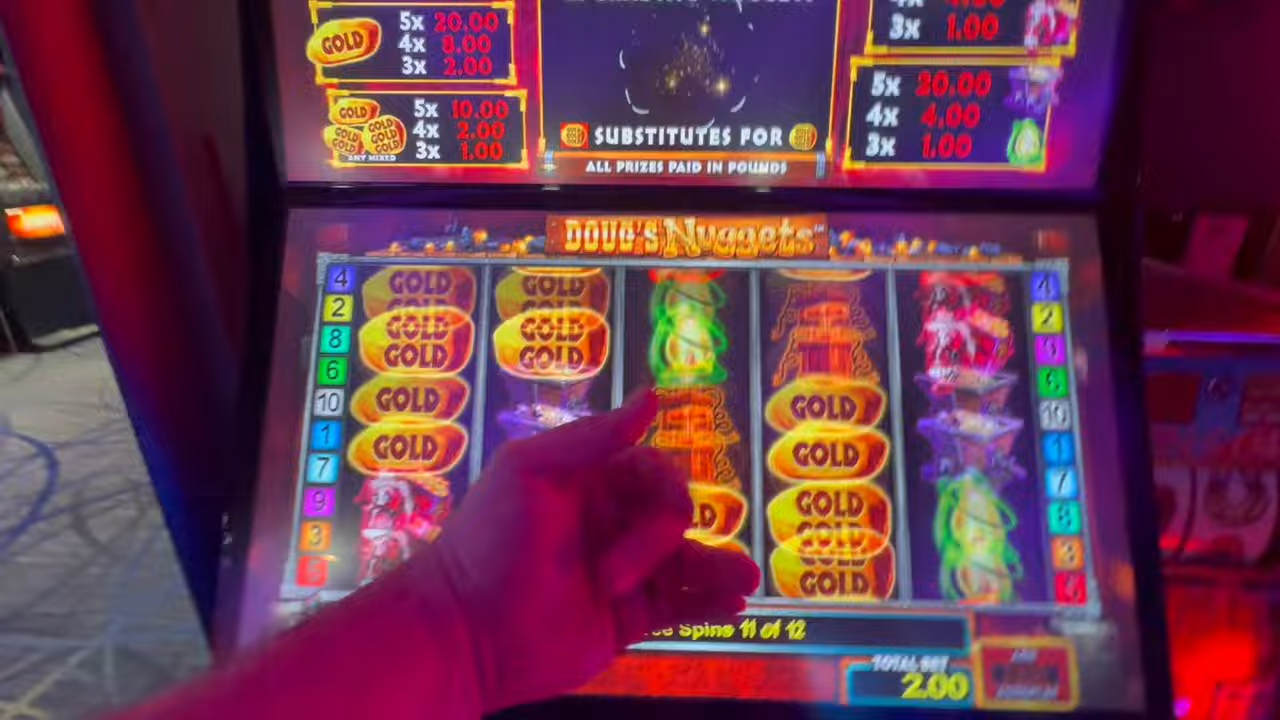 GOLD
5x 20.00
4x 8.00
3x 2.00
GOLD
GOLD GOLD
GOLD GOLD
ANY MIXED
5x 10.00
4x 2.00
3x 1.00
SUBSTITUTES FOR
ALL PRIZES PAID IN POUNDS
3x 1.00
5x 20.00
4x 4.00
3x 1.00
DOUG'S Nuggets
4
2
8
6
10
1
7
9
3
GOLD
GOLD
GOLD
GOLD
GOLD
GOLD
GOLD
GOLD
GOLD
GOLD
GOLD
GOLD
GOLD
GOLD
4
2
9
6
10
1
7
8
3
Spins 11 of 12
TOTAL BET
2.00